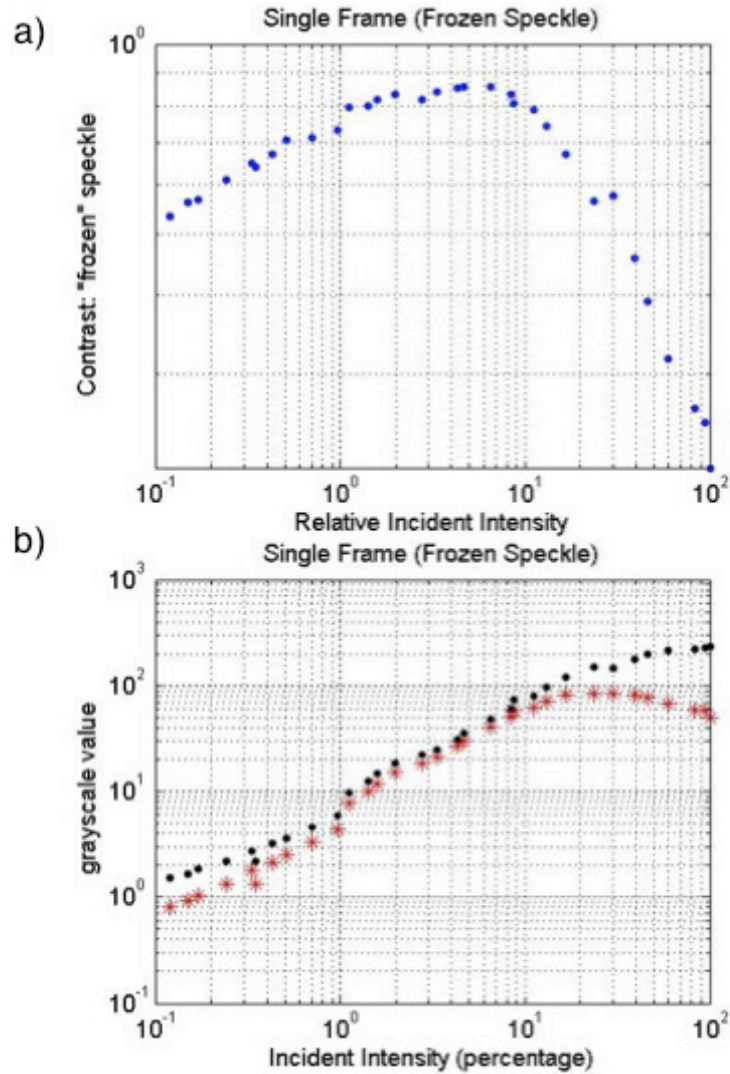 a)
Single Frame (Frozen Speckle)
10^0
Contrast: "frozen" speckle
10^-1 10^0 10^1 10^2
Relative Incident Intensity
b)
Single Frame (Frozen Speckle)
10^3
10^2
10^1
10^0
10^-1
grayscale value
10^-1 10^0 10^1 10^2
Incident Intensity (percentage)